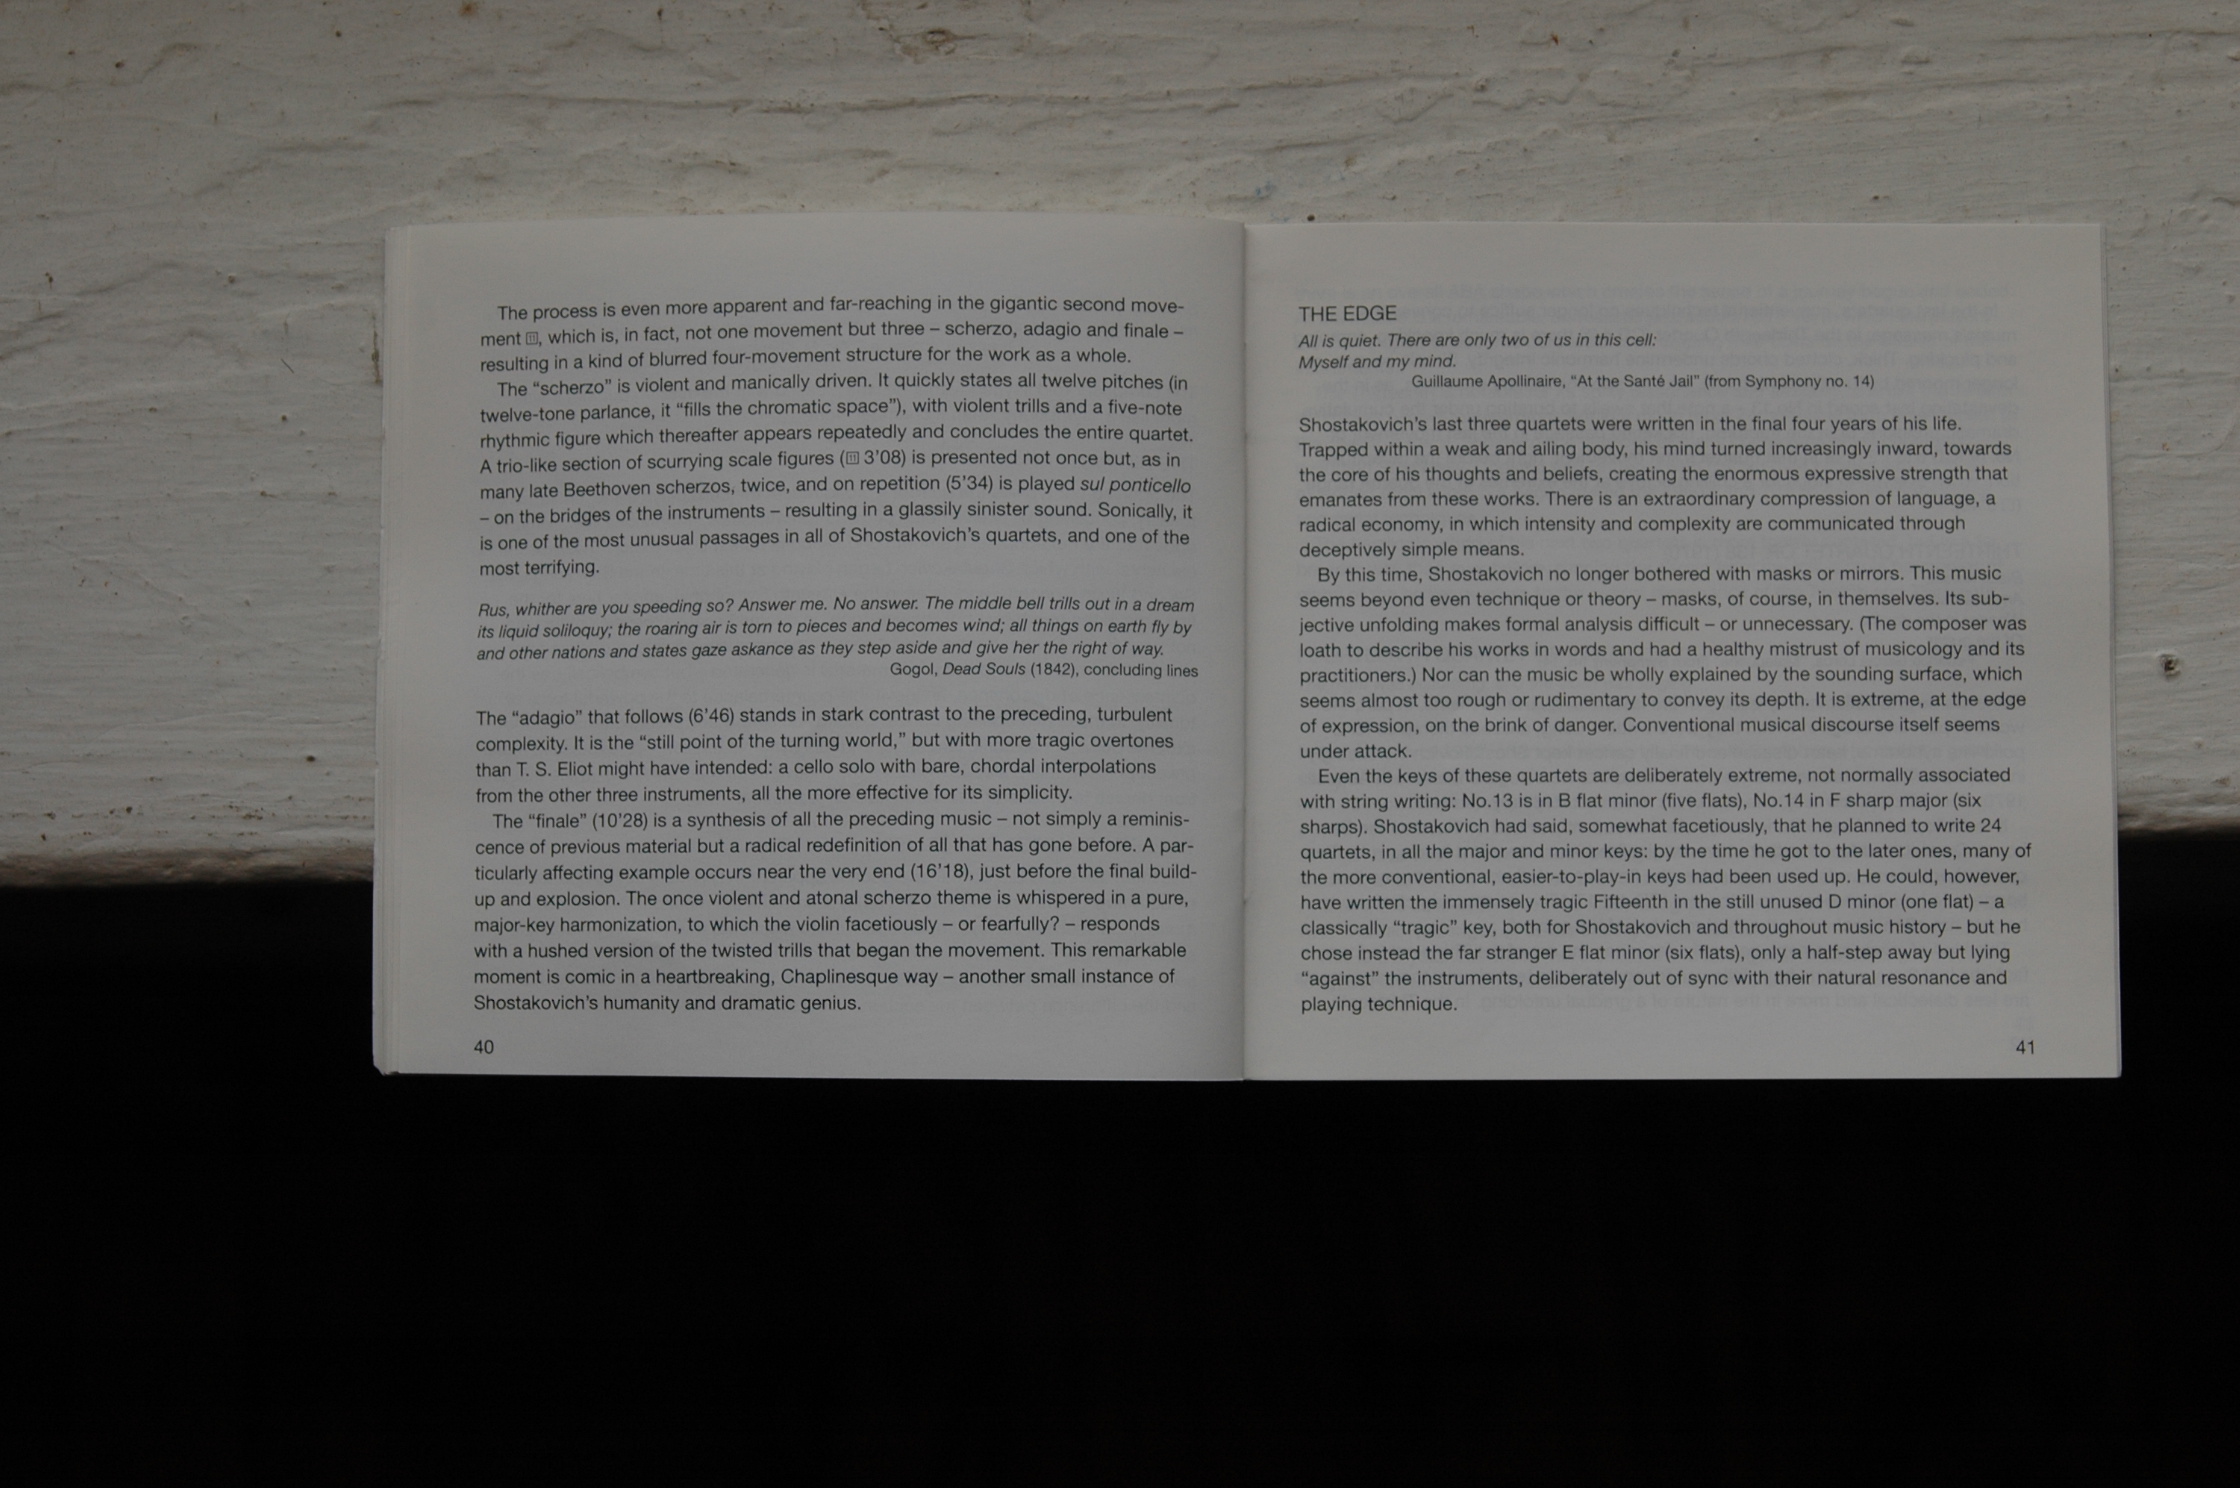 The process is even more apparent and far-reaching in the gigantic second move-
ment 11, which is, in fact, not one movement but three – scherzo, adagio and finale –
resulting in a kind of blurred four-movement structure for the work as a whole.
The “scherzo” is violent and manically driven. It quickly states all twelve pitches (in
twelve-tone parlance, it “fills the chromatic space”), with violent trills and a five-note
rhythmic figure which thereafter appears repeatedly and concludes the entire quartet.
A trio-like section of scurrying scale figures (11 3’08) is presented not once but, as in
many late Beethoven scherzos, twice, and on repetition (5’34) is played sul ponticello
– on the bridges of the instruments – resulting in a glassily sinister sound. Sonically, it
is one of the most unusual passages in all of Shostakovich’s quartets, and one of the
most terrifying.
Rus, whither are you speeding so? Answer me. No answer. The middle bell trills out in a dream
its liquid soliloquy; the roaring air is torn to pieces and becomes wind; all things on earth fly by
and other nations and states gaze askance as they step aside and give her the right of way.
Gogol, Dead Souls (1842), concluding lines
The “adagio” that follows (6’46) stands in stark contrast to the preceding, turbulent
complexity. It is the “still point of the turning world,” but with more tragic overtones
than T. S. Eliot might have intended: a cello solo with bare, chordal interpolations
from the other three instruments, all the more effective for its simplicity.
The “finale” (10’28) is a synthesis of all the preceding music – not simply a reminis-
cence of previous material but a radical redefinition of all that has gone before. A par-
ticularly affecting example occurs near the very end (16’18), just before the final build-
up and explosion. The once violent and atonal scherzo theme is whispered in a pure,
major-key harmonization, to which the violin facetiously – or fearfully? – responds
with a hushed version of the twisted trills that began the movement. This remarkable
moment is comic in a heartbreaking, Chaplinesque way – another small instance of
Shostakovich’s humanity and dramatic genius.
40
THE EDGE
All is quiet. There are only two of us in this cell:
Myself and my mind.
Guillaume Apollinaire, “At the Santé Jail” (from Symphony no. 14)
Shostakovich’s last three quartets were written in the final four years of his life.
Trapped within a weak and ailing body, his mind turned increasingly inward, towards
the core of his thoughts and beliefs, creating the enormous expressive strength that
emanates from these works. There is an extraordinary compression of language, a
radical economy, in which intensity and complexity are communicated through
deceptively simple means.
By this time, Shostakovich no longer bothered with masks or mirrors. This music
seems beyond even technique or theory – masks, of course, in themselves. Its sub-
jective unfolding makes formal analysis difficult – or unnecessary. (The composer was
loath to describe his works in words and had a healthy mistrust of musicology and its
practitioners.) Nor can the music be wholly explained by the sounding surface, which
seems almost too rough or rudimentary to convey its depth. It is extreme, at the edge
of expression, on the brink of danger. Conventional musical discourse itself seems
under attack.
Even the keys of these quartets are deliberately extreme, not normally associated
with string writing: No.13 is in B flat minor (five flats), No.14 in F sharp major (six
sharps). Shostakovich had said, somewhat facetiously, that he planned to write 24
quartets, in all the major and minor keys: by the time he got to the later ones, many of
the more conventional, easier-to-play-in keys had been used up. He could, however,
have written the immensely tragic Fifteenth in the still unused D minor (one flat) – a
classically “tragic” key, both for Shostakovich and throughout music history – but he
chose instead the far stranger E flat minor (six flats), only a half-step away but lying
“against” the instruments, deliberately out of sync with their natural resonance and
playing technique.
41